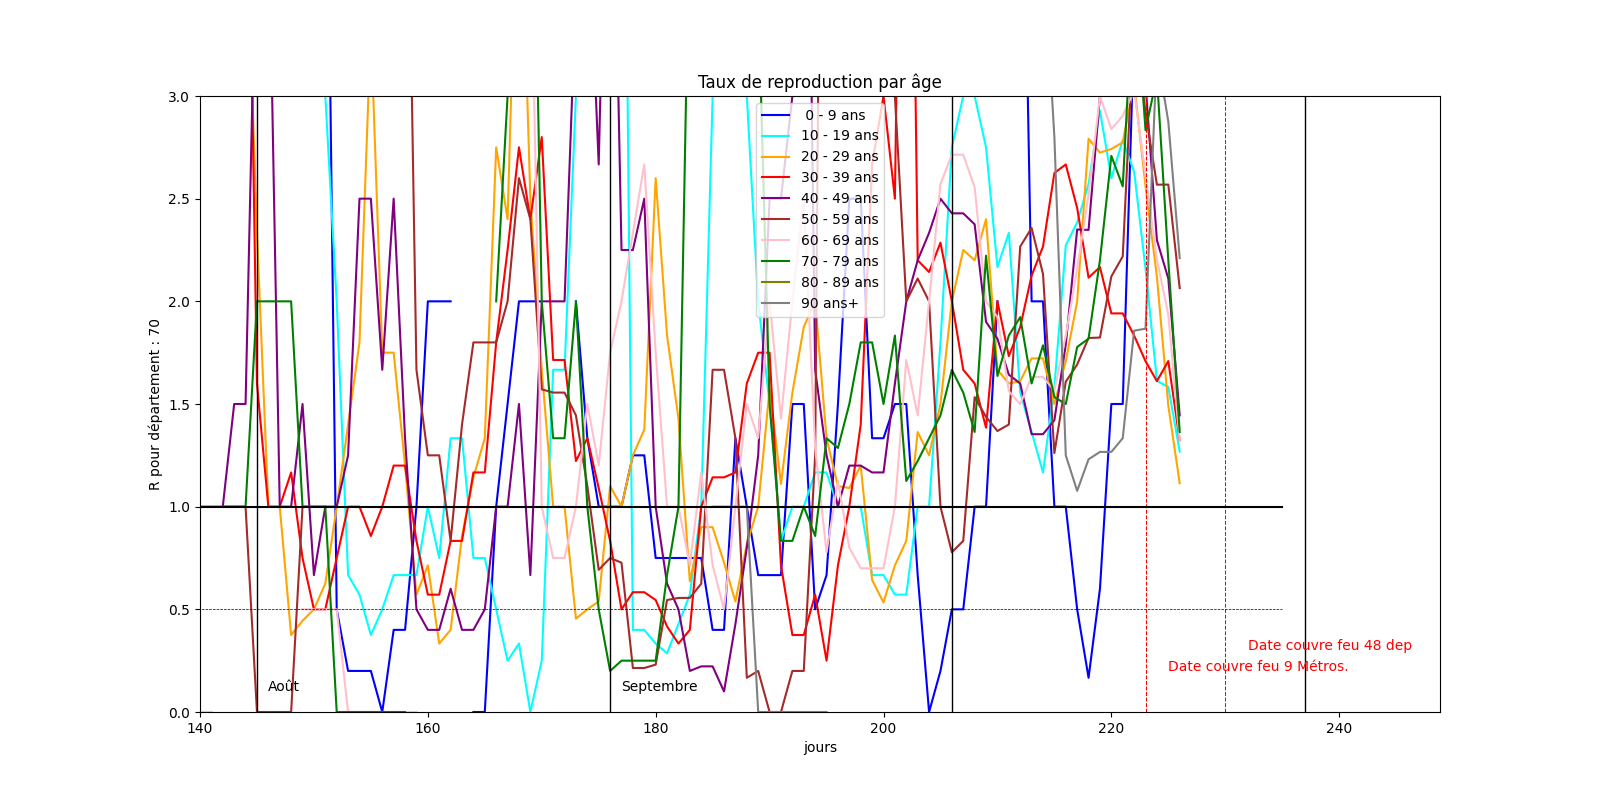 Taux de reproduction par âge
R pour département : 70
3.0
2.5
2.0
1.5
1.0
0.5
0.0
0 - 9 ans
10 - 19 ans
20 - 29 ans
30 - 39 ans
40 - 49 ans
50 - 59 ans
60 - 69 ans
70 - 79 ans
80 - 89 ans
90 ans+
Date couvre feu 48 dep
Date couvre feu 9 Métros.
Août
Septembre
140
160
180
200
220
240
jours